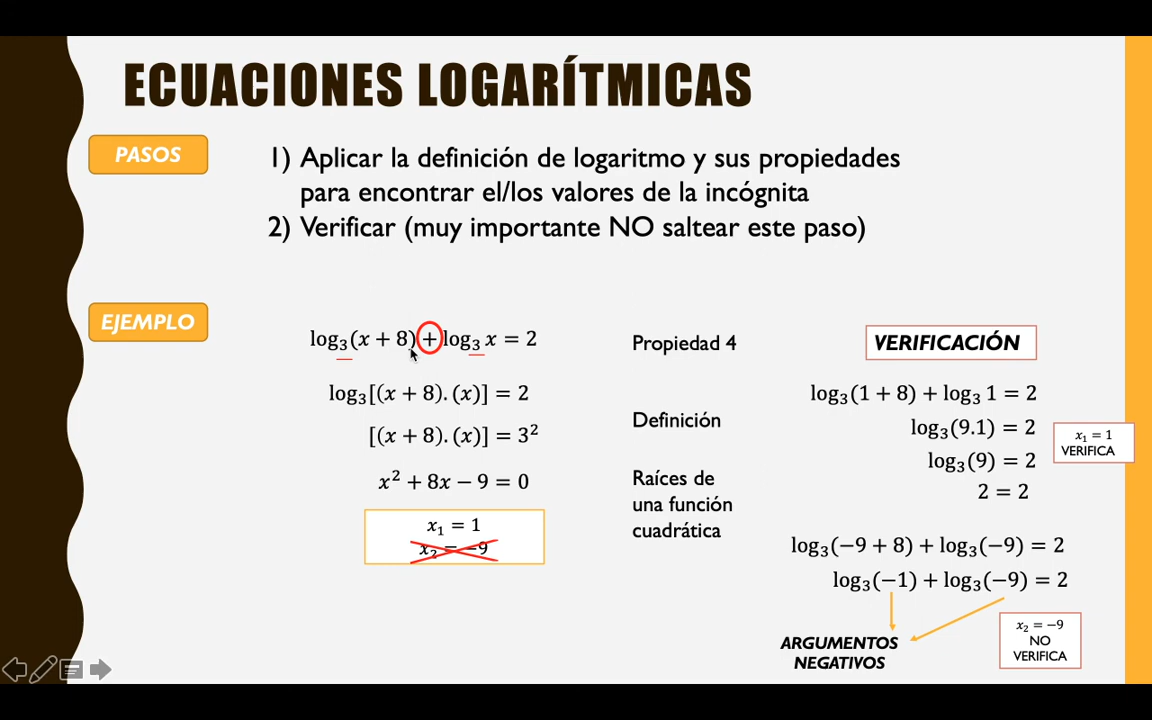 ECUACIONES LOGARÍTMICAS
PASOS
1) Aplicar la definición de logaritmo y sus propiedades
para encontrar el/los valores de la incógnita
2) Verificar (muy importante NO saltear este paso)
EJEMPLO
log₃(x + 8) + log₃ x = 2
log₃[(x + 8). (x)] = 2
[(x + 8). (x)] = 3²
x² + 8x − 9 = 0
x₁ = 1
x₂ = −9
Propiedad 4
Definición
Raíces de
una función
cuadrática
VERIFICACIÓN
log₃(1 + 8) + log₃ 1 = 2
log₃(9.1) = 2
log₃(9) = 2
2 = 2
x₁ = 1
VERIFICA
log₃(−9 + 8) + log₃(−9) = 2
log₃(−1) + log₃(−9) = 2
ARGUMENTOS
NEGATIVOS
x₂ = −9
NO
VERIFICA